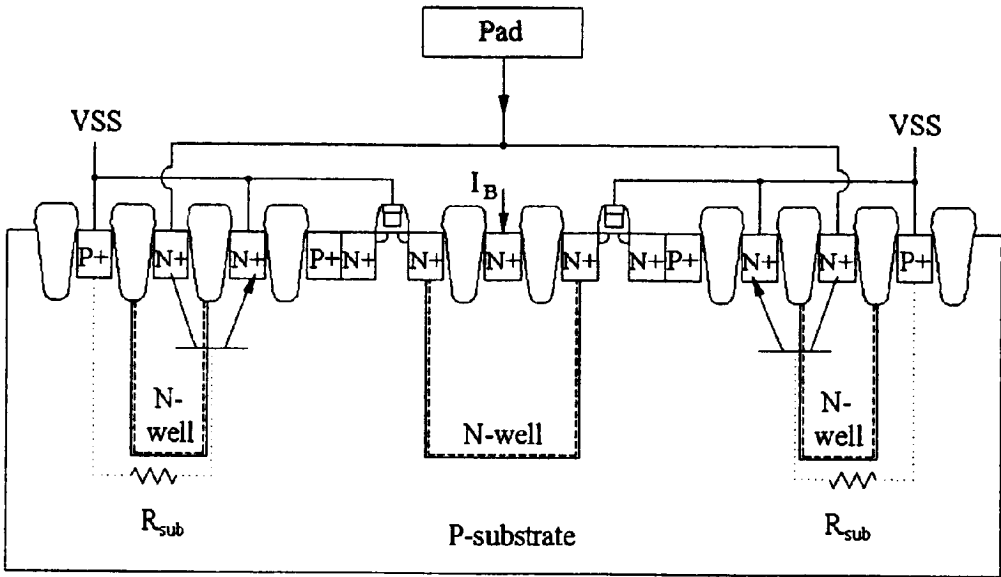 Pad
VSS
VSS
I_B
P+
N+
N+
P+
N+
N+
N+
N+
N+
P+
N+
N+
P+
N-
well
N-well
N-
well
R_sub
P-substrate
R_sub